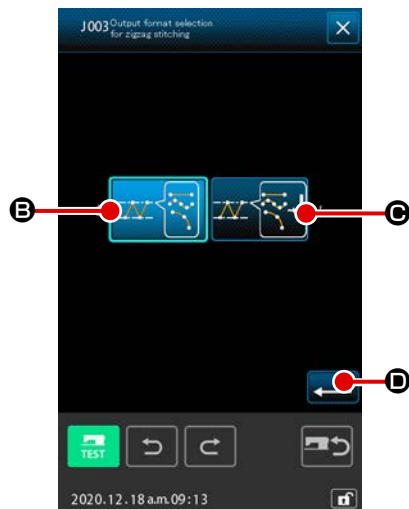 J003 Output format selection
for zigzag stitching
B
C
D
TEST
2020.12.18 a.m. 09:13